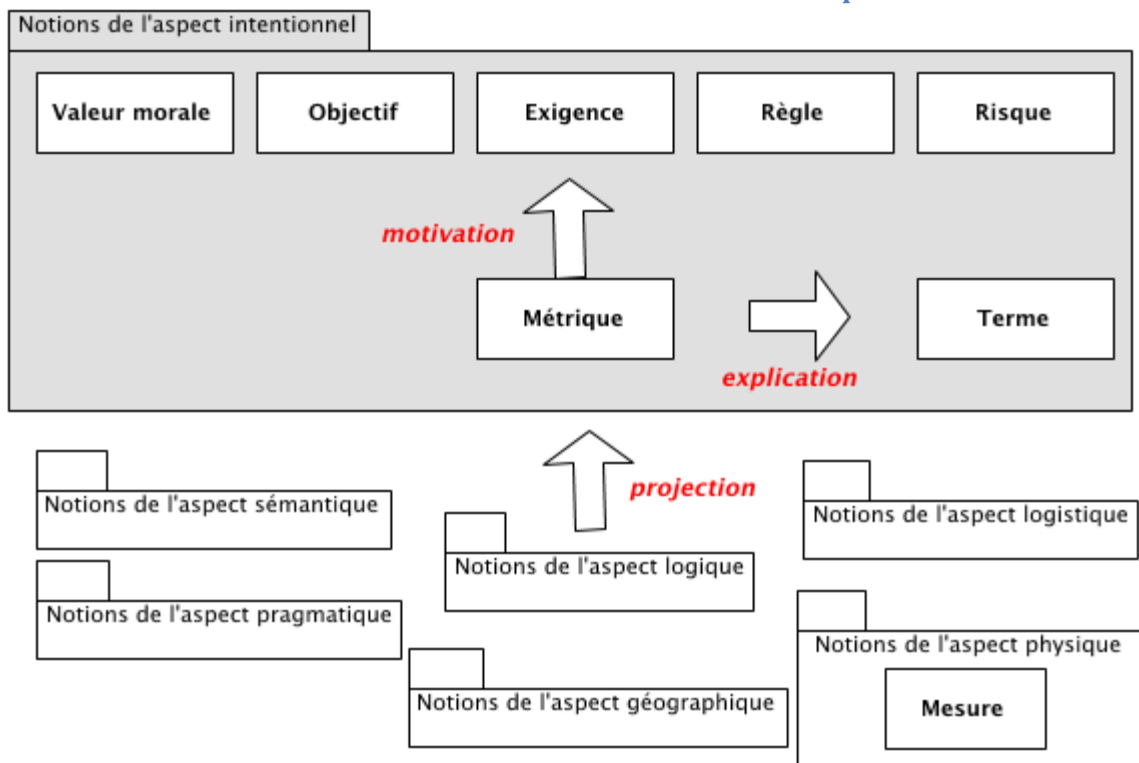 Notions de l'aspect intentionnel
Valeur morale
Objectif
Exigence
Règle
Risque
motivation
Métrique
Terme
explication
projection
Notions de l'aspect sémantique
Notions de l'aspect logistique
Notions de l'aspect logique
Notions de l'aspect pragmatique
Notions de l'aspect physique
Notions de l'aspect géographique
Mesure